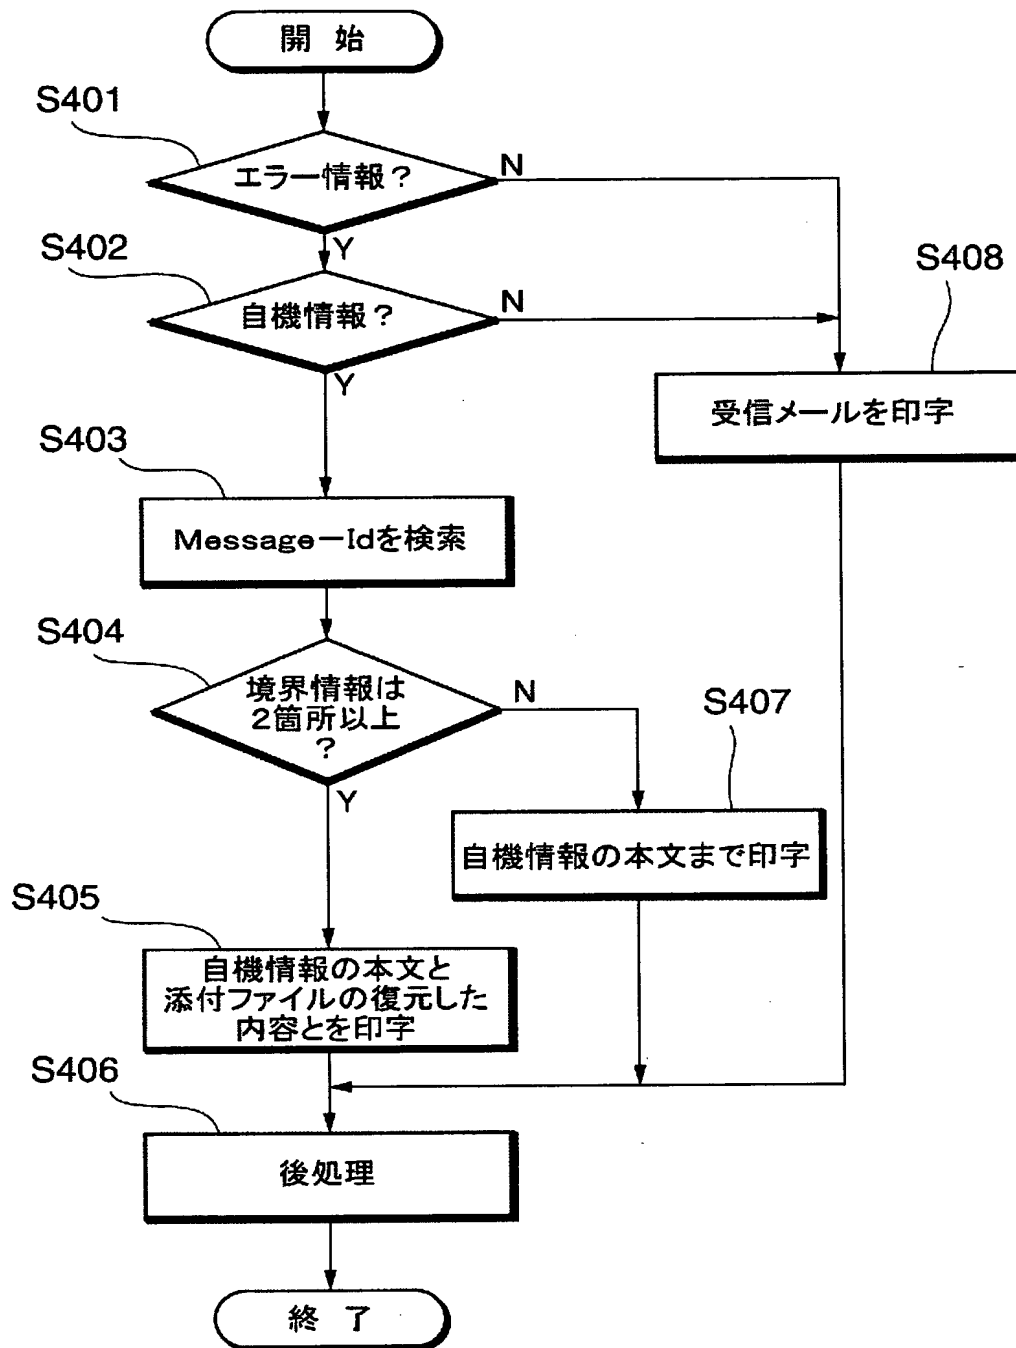 開 始
S401
エラー情報？
N
Y
S402
自機情報？
N
Y
S408
受信メールを印字
S403
Message－Idを検索
S404
境界情報は
2箇所以上
？
N
Y
S407
自機情報の本文まで印字
S405
自機情報の本文と
添付ファイルの復元した
内容とを印字
S406
後処理
終 了